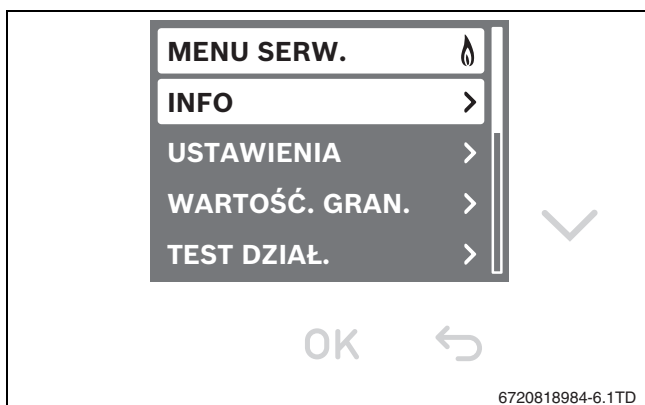 MENU SERW.
INFO
USTAWIENIA
WARTOŚĆ. GRAN.
TEST DZIAŁ.
OK
6720818984-6.1TD